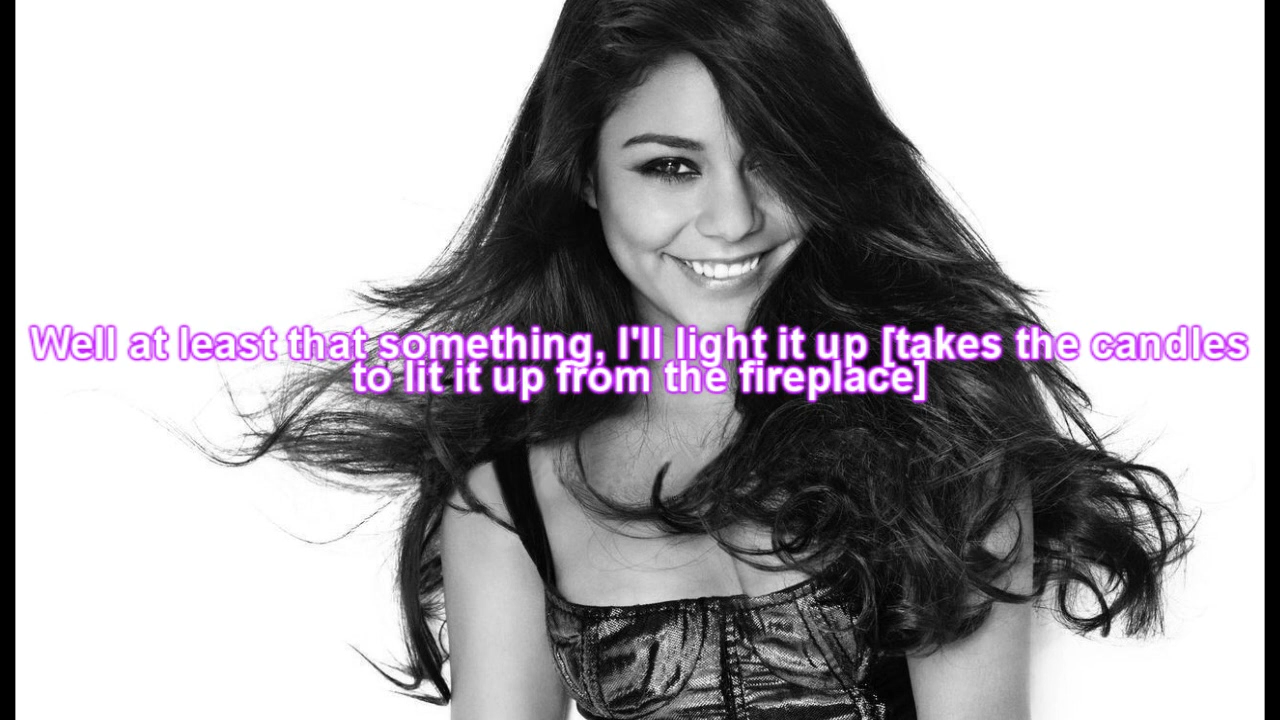 Well at least that something, I'll light it up [takes the candles
to lit it up from the fireplace]